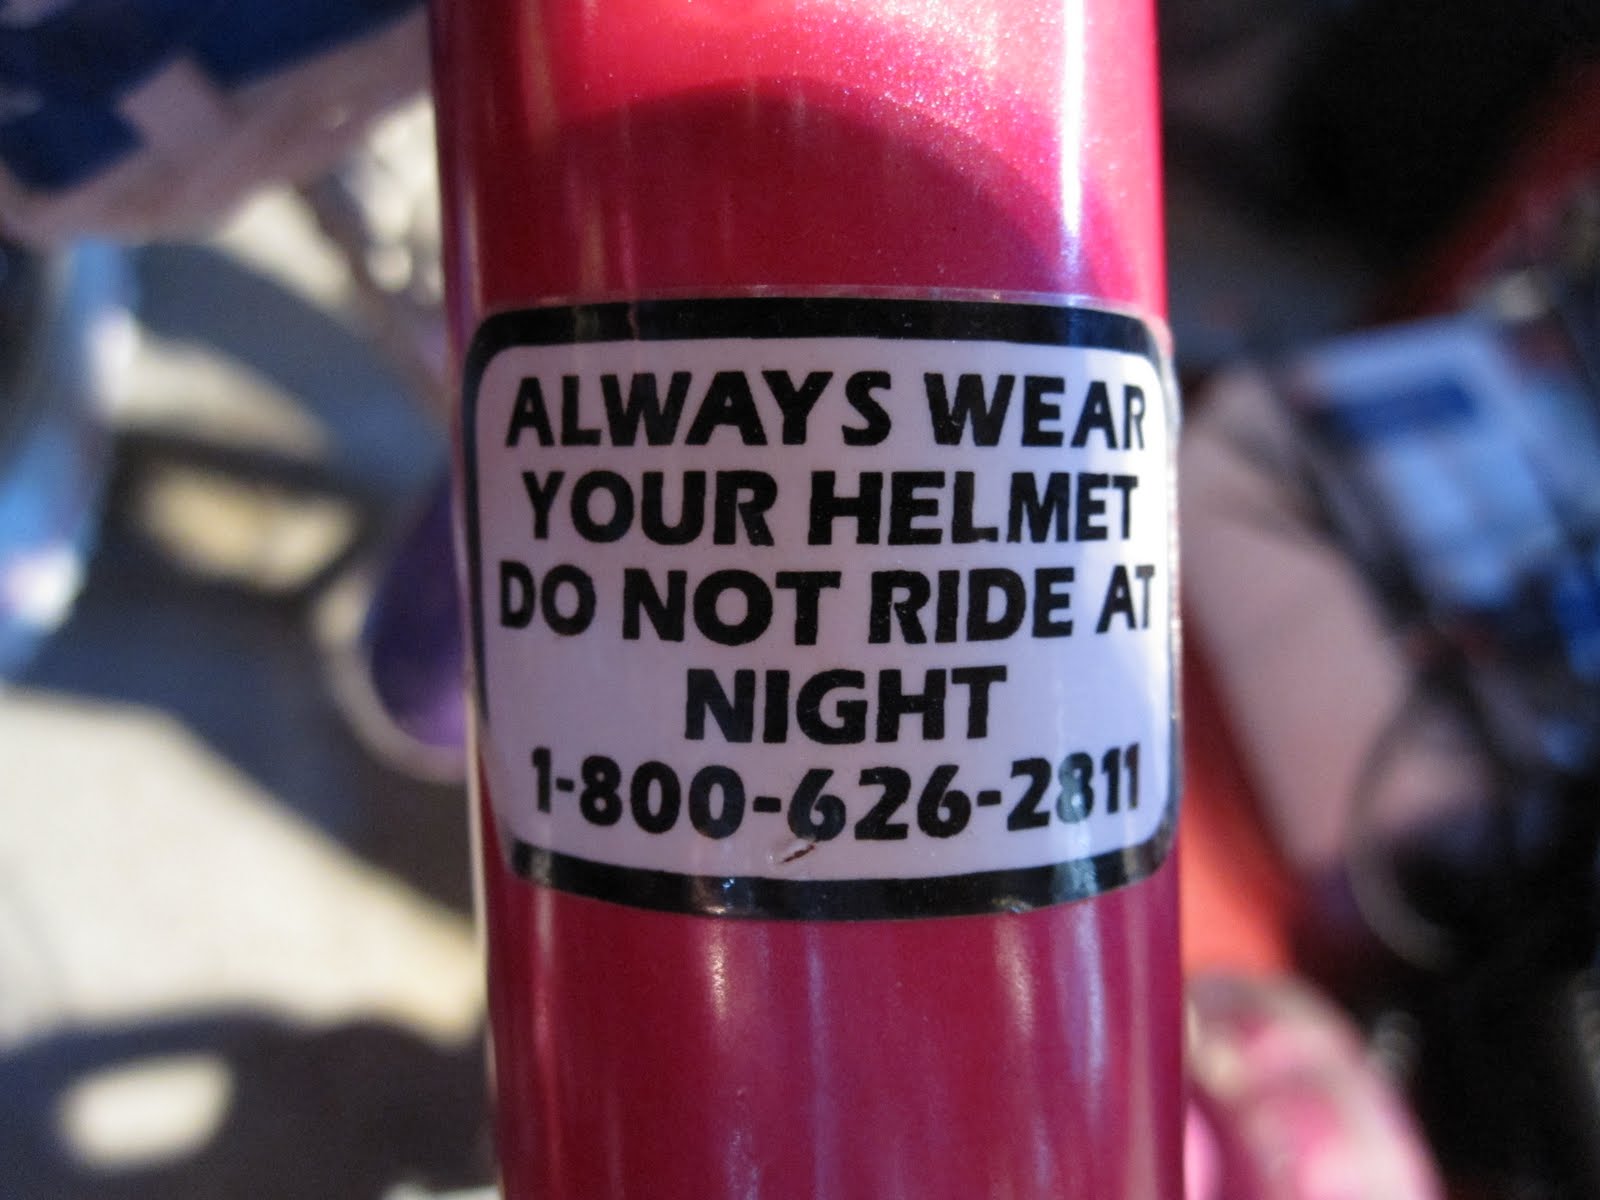 ALWAYS WEAR
YOUR HELMET
DO NOT RIDE AT
NIGHT
1-800-626-2811